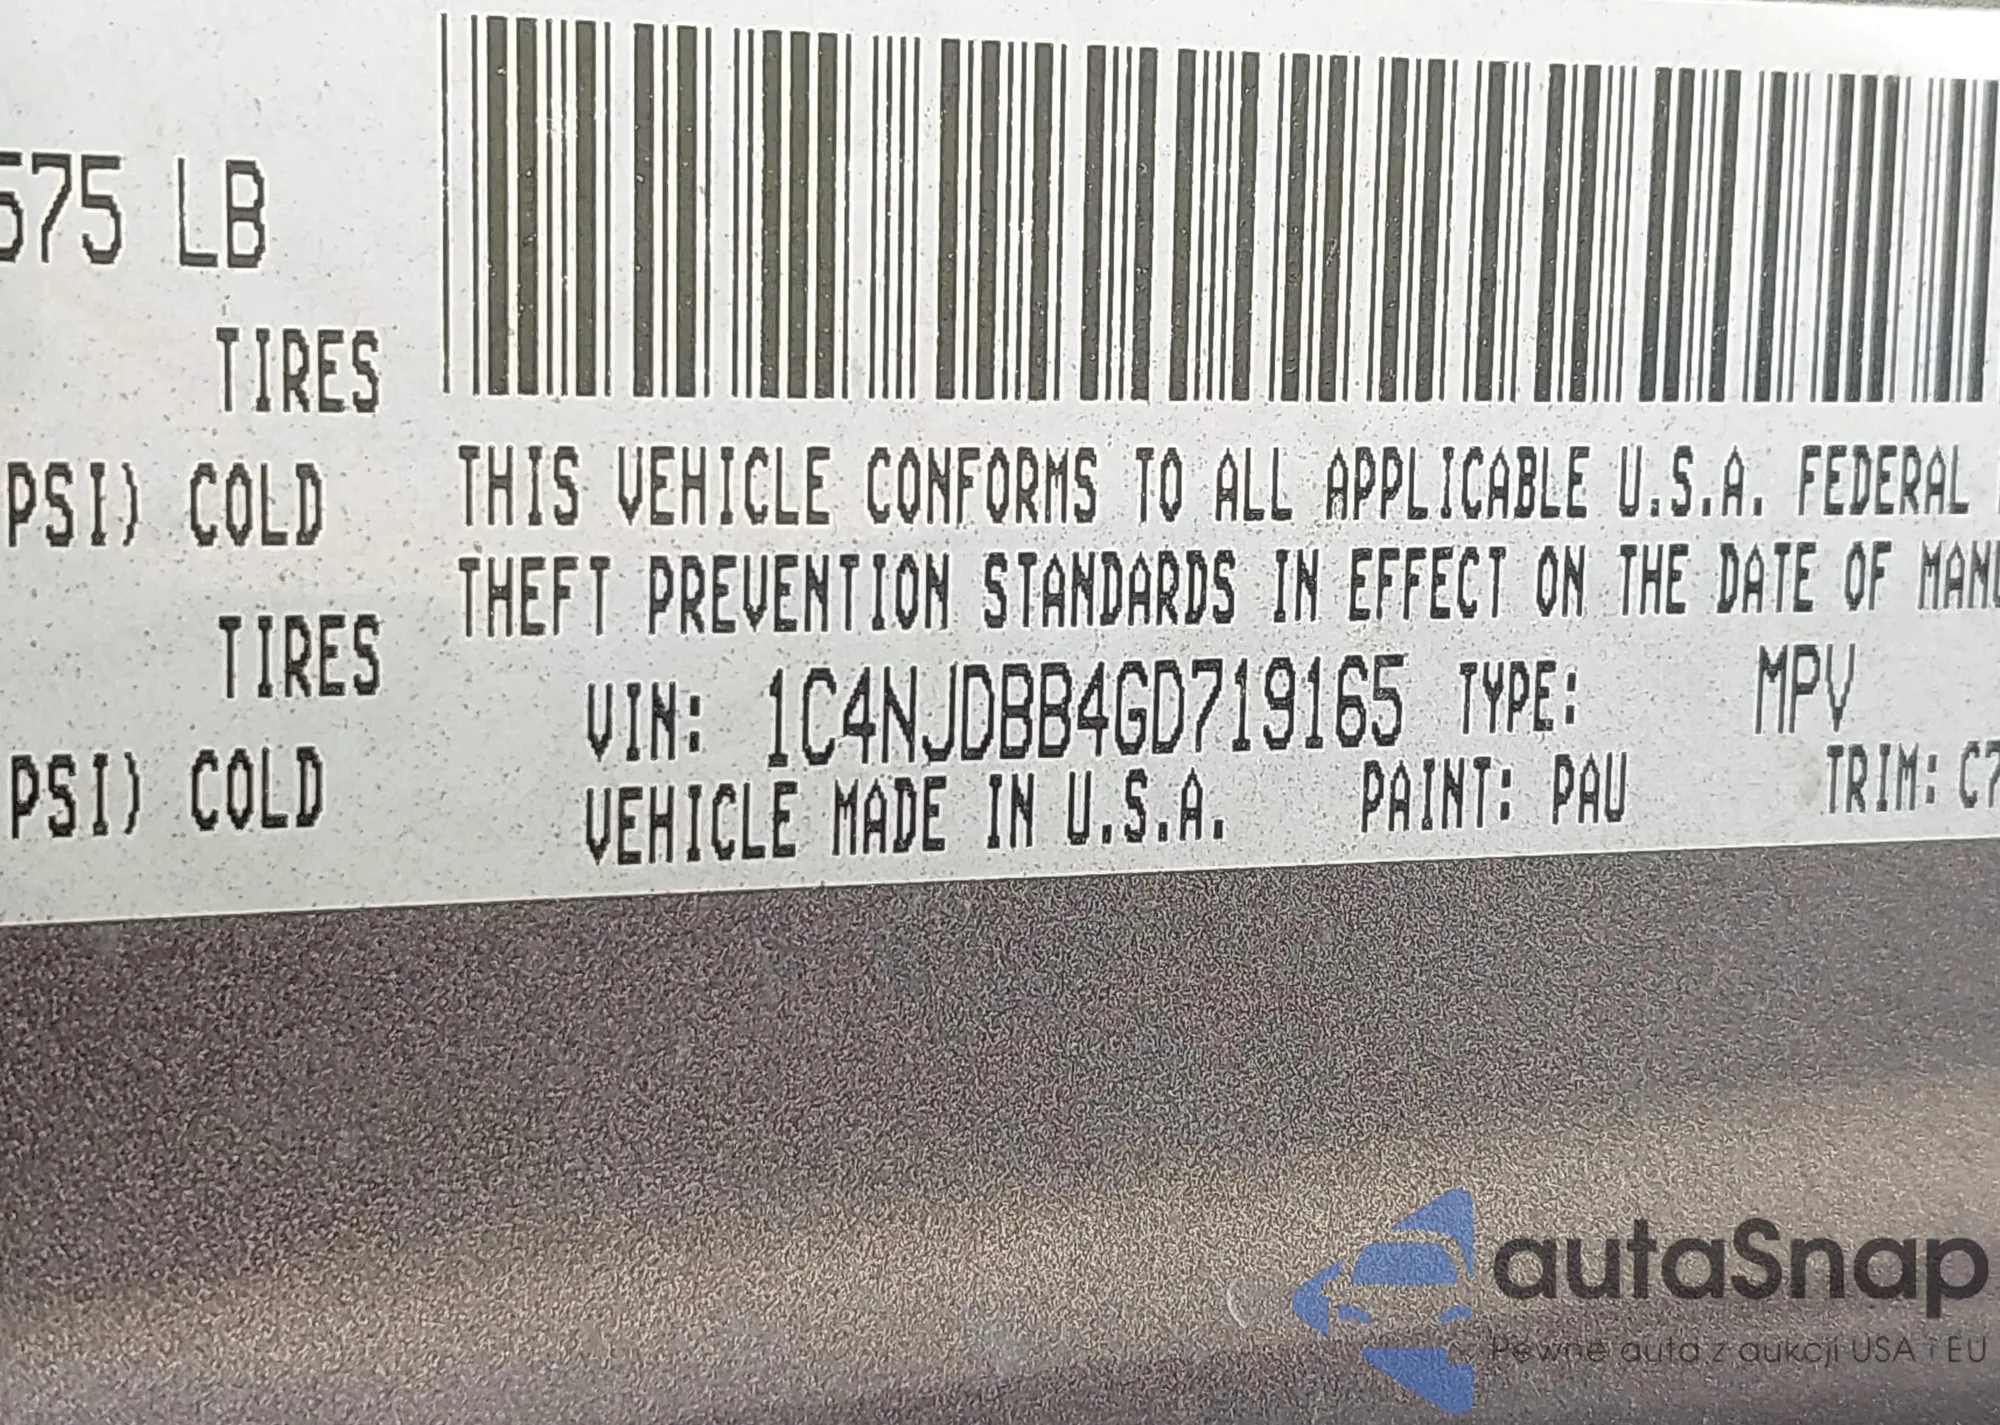 575 LB
TIRES
PSI) COLD
TIRES
PSI) COLD
THIS VEHICLE CONFORMS TO ALL APPLICABLE U.S.A. FEDERAL
THEFT PREVENTION STANDARDS IN EFFECT ON THE DATE OF MANU
VIN: 1C4NJDBB4GD719165 TYPE: MPV
VEHICLE MADE IN U.S.A. PAINT: PAU TRIM: C7
autaSnap
Pewne auta z aukcji USA i EU